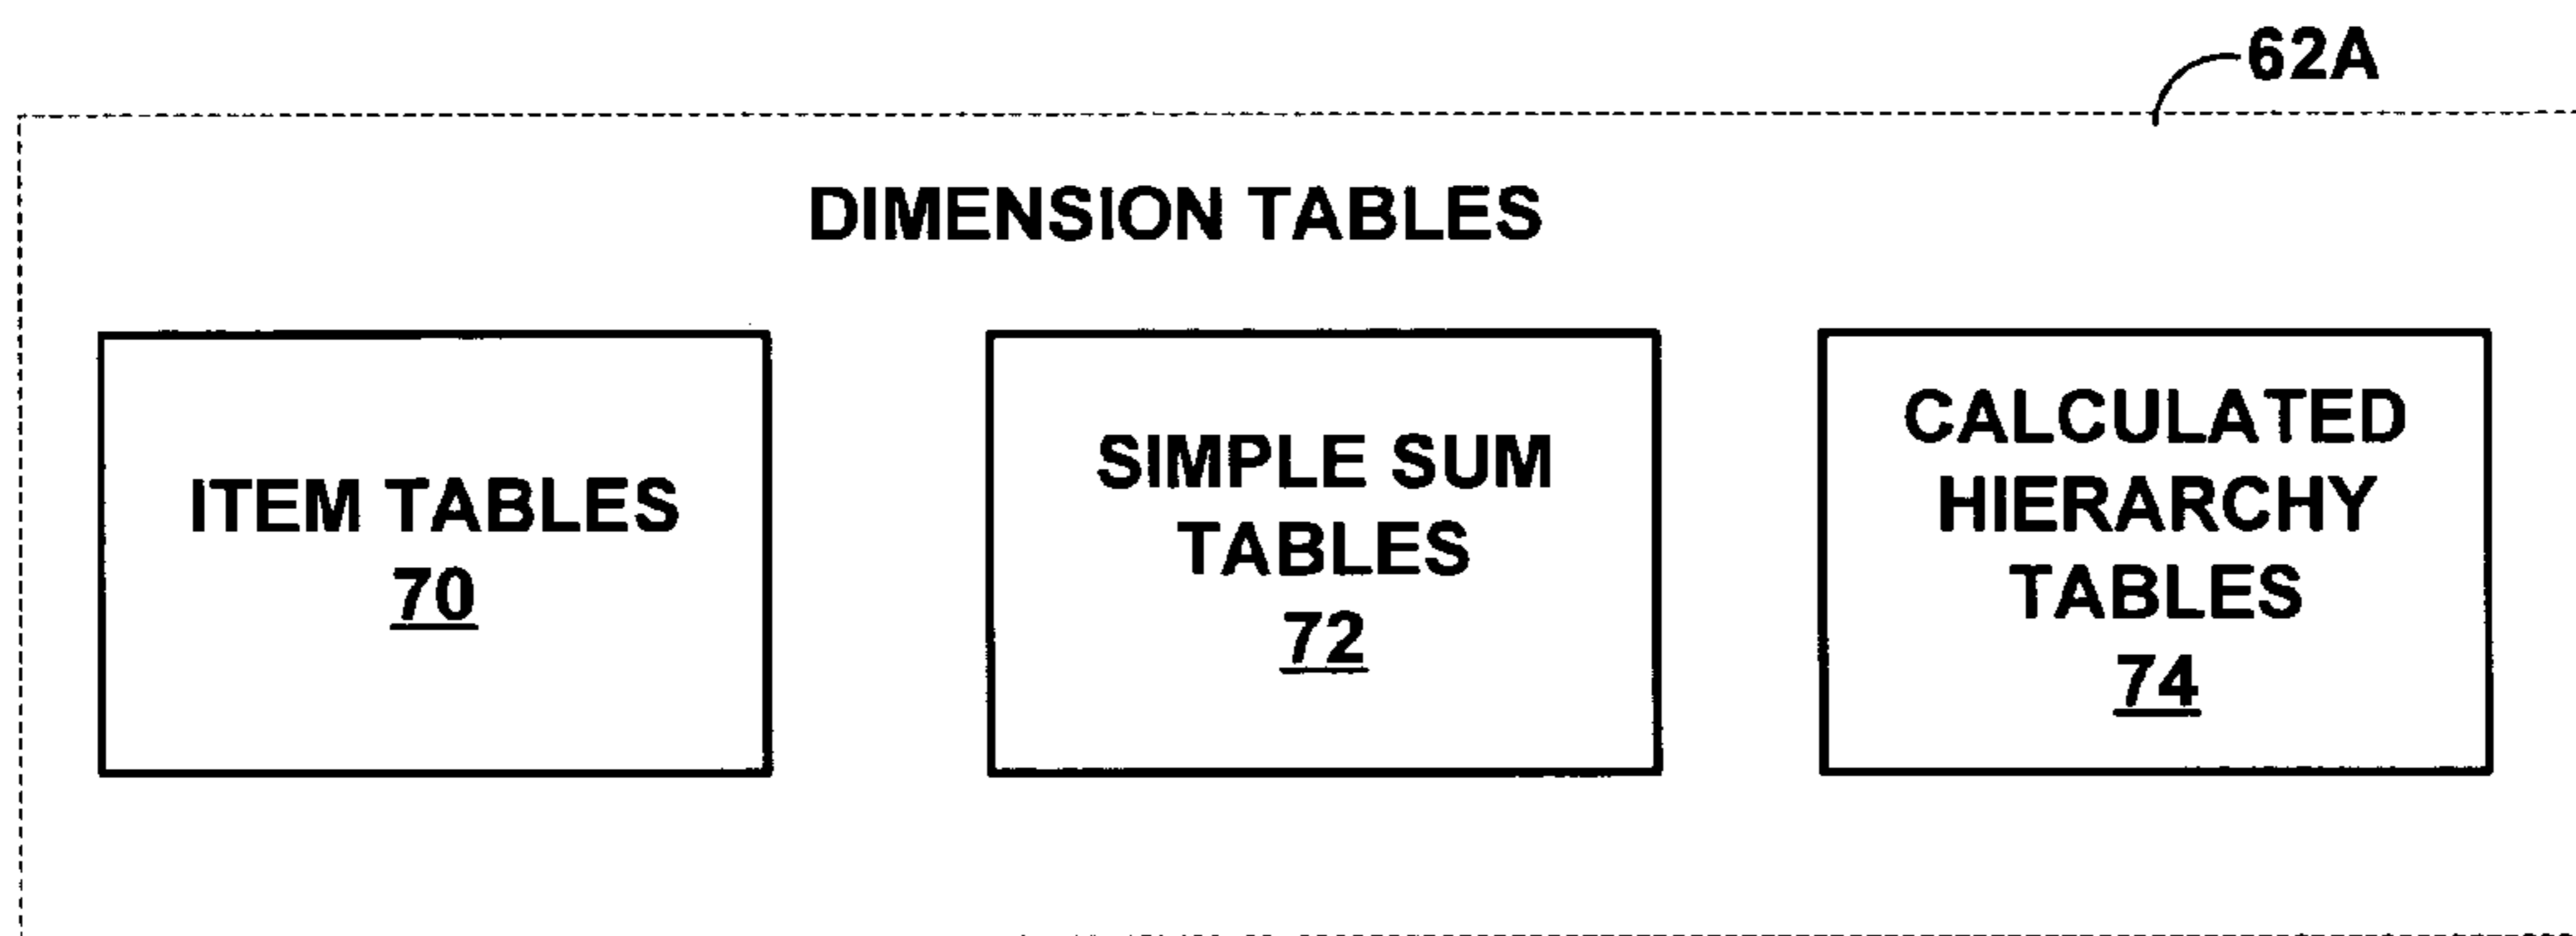 62A
DIMENSION TABLES
ITEM TABLES
70
SIMPLE SUM
TABLES
72
CALCULATED
HIERARCHY
TABLES
74